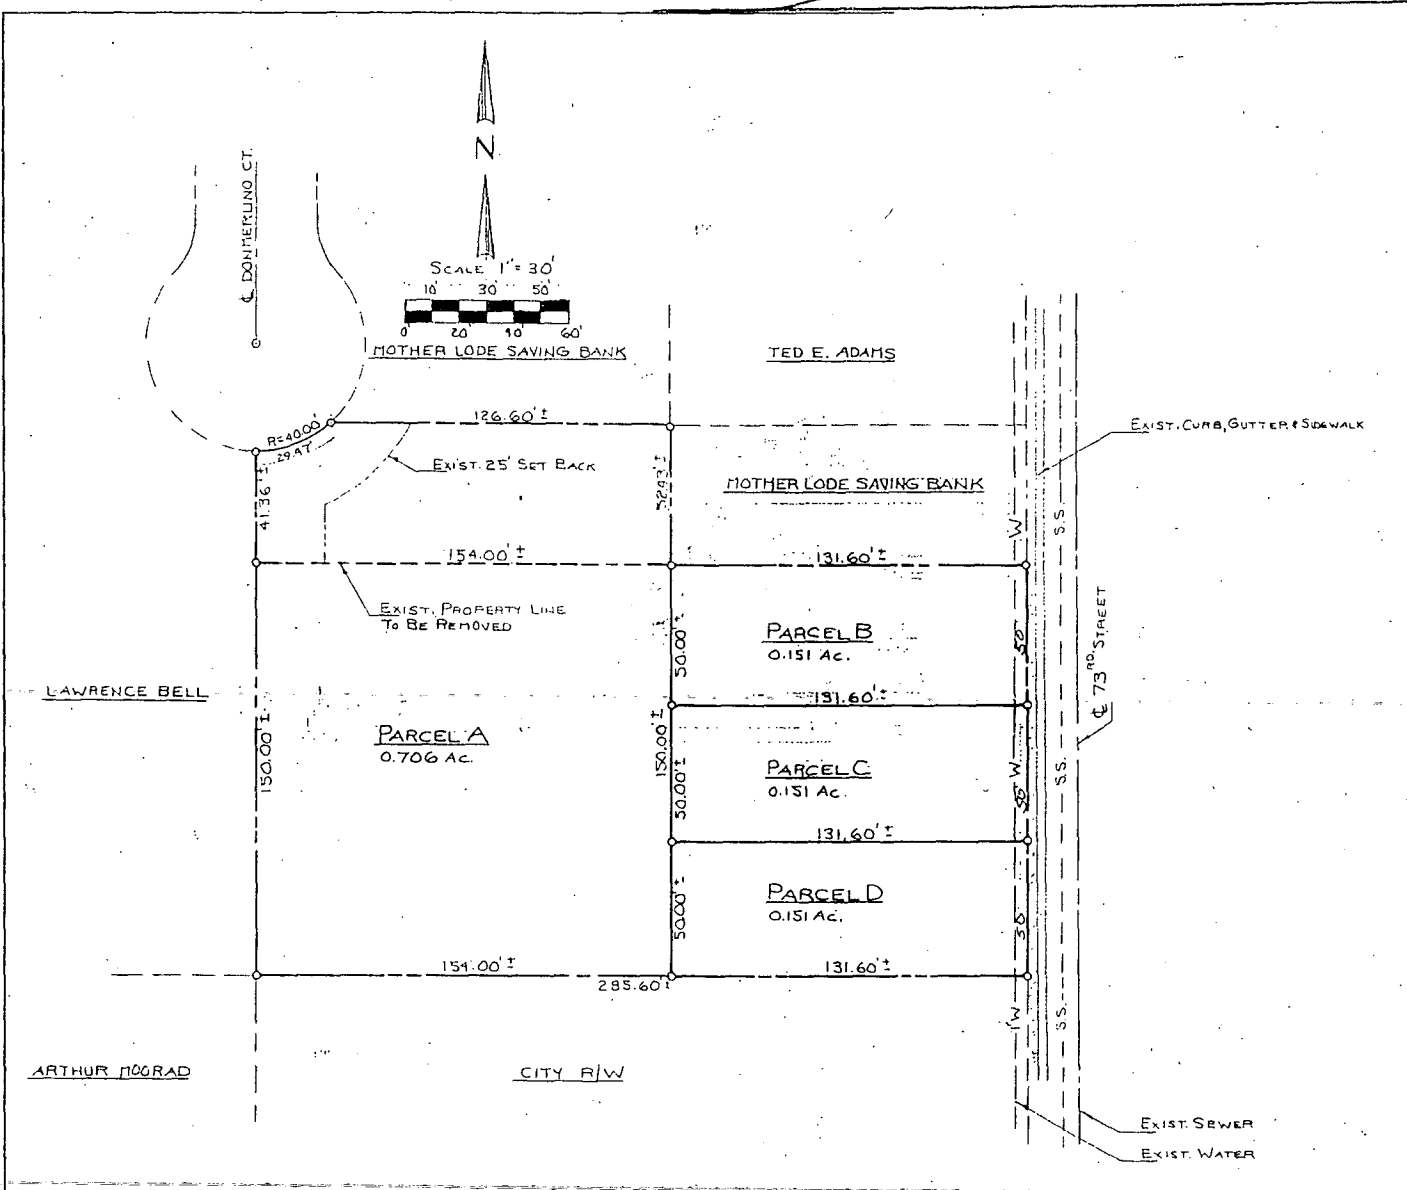 N
SCALE 1"=30'
10' 30' 50'
0 20' 40' 60'
℄ DONMERLINO CT.
MOTHER LODE SAVING BANK
TED E. ADAMS
126.60'±
R=40.00'
29.97'
EXIST. 25' SET BACK
EXIST. CURB, GUTTER & SIDEWALK
MOTHER LODE SAVING BANK
41.36'±
W
S.S.
154.00'±
131.60'±
EXIST. PROPERTY LINE
TO BE REMOVED
50.00'±
PARCEL B
0.151 AC.
50'
℄ 73RD. STREET
LAWRENCE BELL
131.60'±
150.00'±
PARCEL A
0.706 AC.
150.00'±
50.00'±
PARCEL C
0.151 AC.
W
50'
S.S.
131.60'±
PARCEL D
0.151 AC.
50.00'±
154.00'±
131.60'±
285.60'
W
S.S.
ARTHUR MOGRAD
CITY R/W
EXIST. SEWER
EXIST. WATER